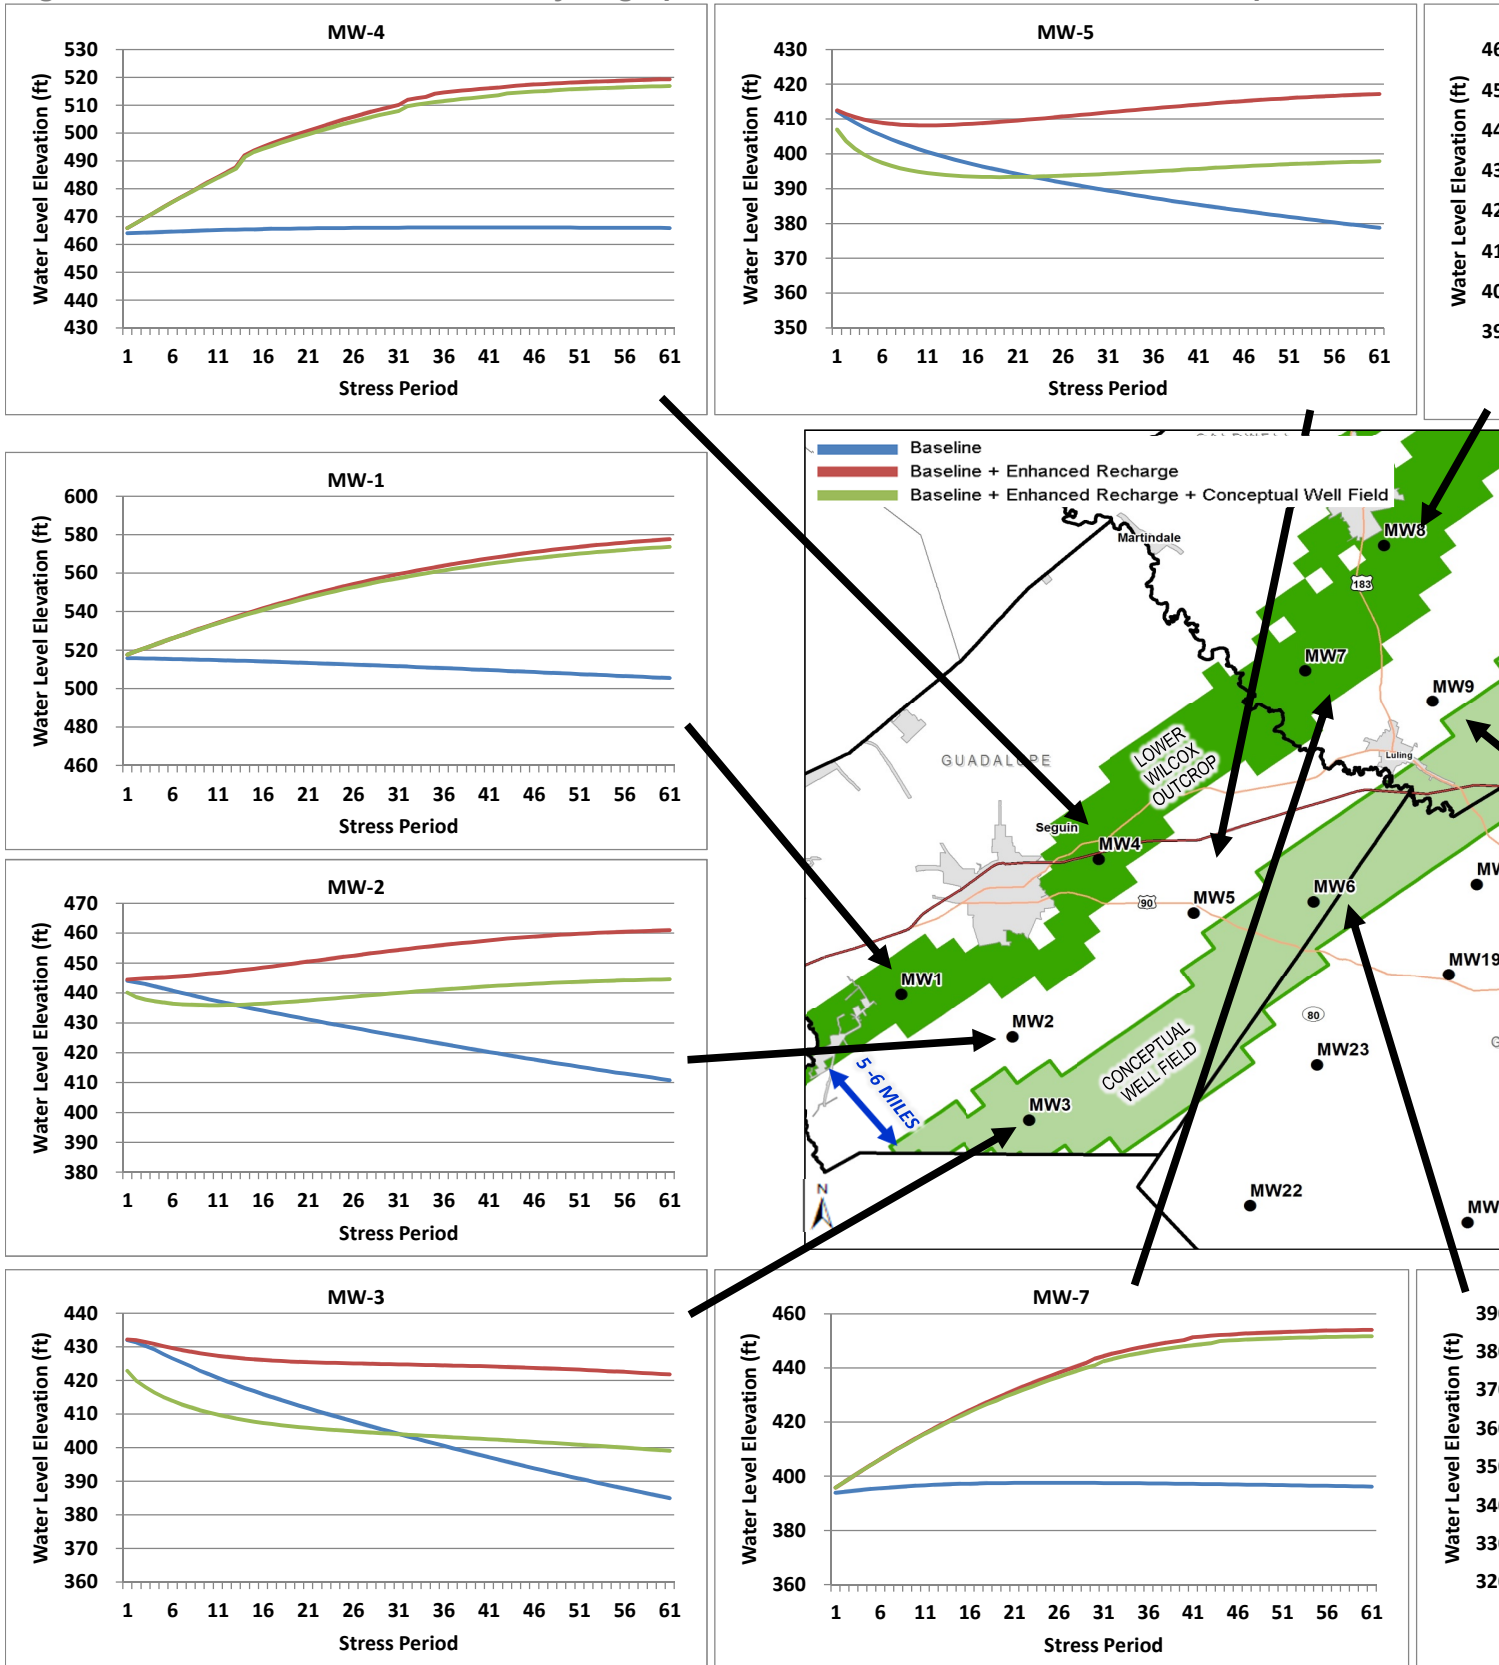 MW-4
530
520
510
500
490
480
470
460
450
440
430
Water Level Elevation (ft)
1 6 11 16 21 26 31 36 41 46 51 56 61
Stress Period
MW-5
430
420
410
400
390
380
370
360
350
Water Level Elevation (ft)
1 6 11 16 21 26 31 36 41 46 51 56 61
Stress Period
Water Level Elevation (ft)
MW-1
600
580
560
540
520
500
480
460
Water Level Elevation (ft)
1 6 11 16 21 26 31 36 41 46 51 56 61
Stress Period
MW-2
470
460
450
440
430
420
410
400
390
380
Water Level Elevation (ft)
1 6 11 16 21 26 31 36 41 46 51 56 61
Stress Period
Baseline
Baseline + Enhanced Recharge
Baseline + Enhanced Recharge + Conceptual Well Field
Martindale
MW8
183
MW7
MW9
GUADALUPE
LOWER
WILCOX
OUTCROP
Luling
Seguin
MW4
90
MW5
MW6
MW
MW1
MW19
MW2
80
MW23
CONCEPTUAL
WELL FIELD
5 -6 MILES
MW3
N
MW22
MW
MW-3
440
430
420
410
400
390
380
370
360
Water Level Elevation (ft)
1 6 11 16 21 26 31 36 41 46 51 56 61
Stress Period
MW-7
460
440
420
400
380
360
Water Level Elevation (ft)
1 6 11 16 21 26 31 36 41 46 51 56 61
Stress Period
Water Level Elevation (ft)